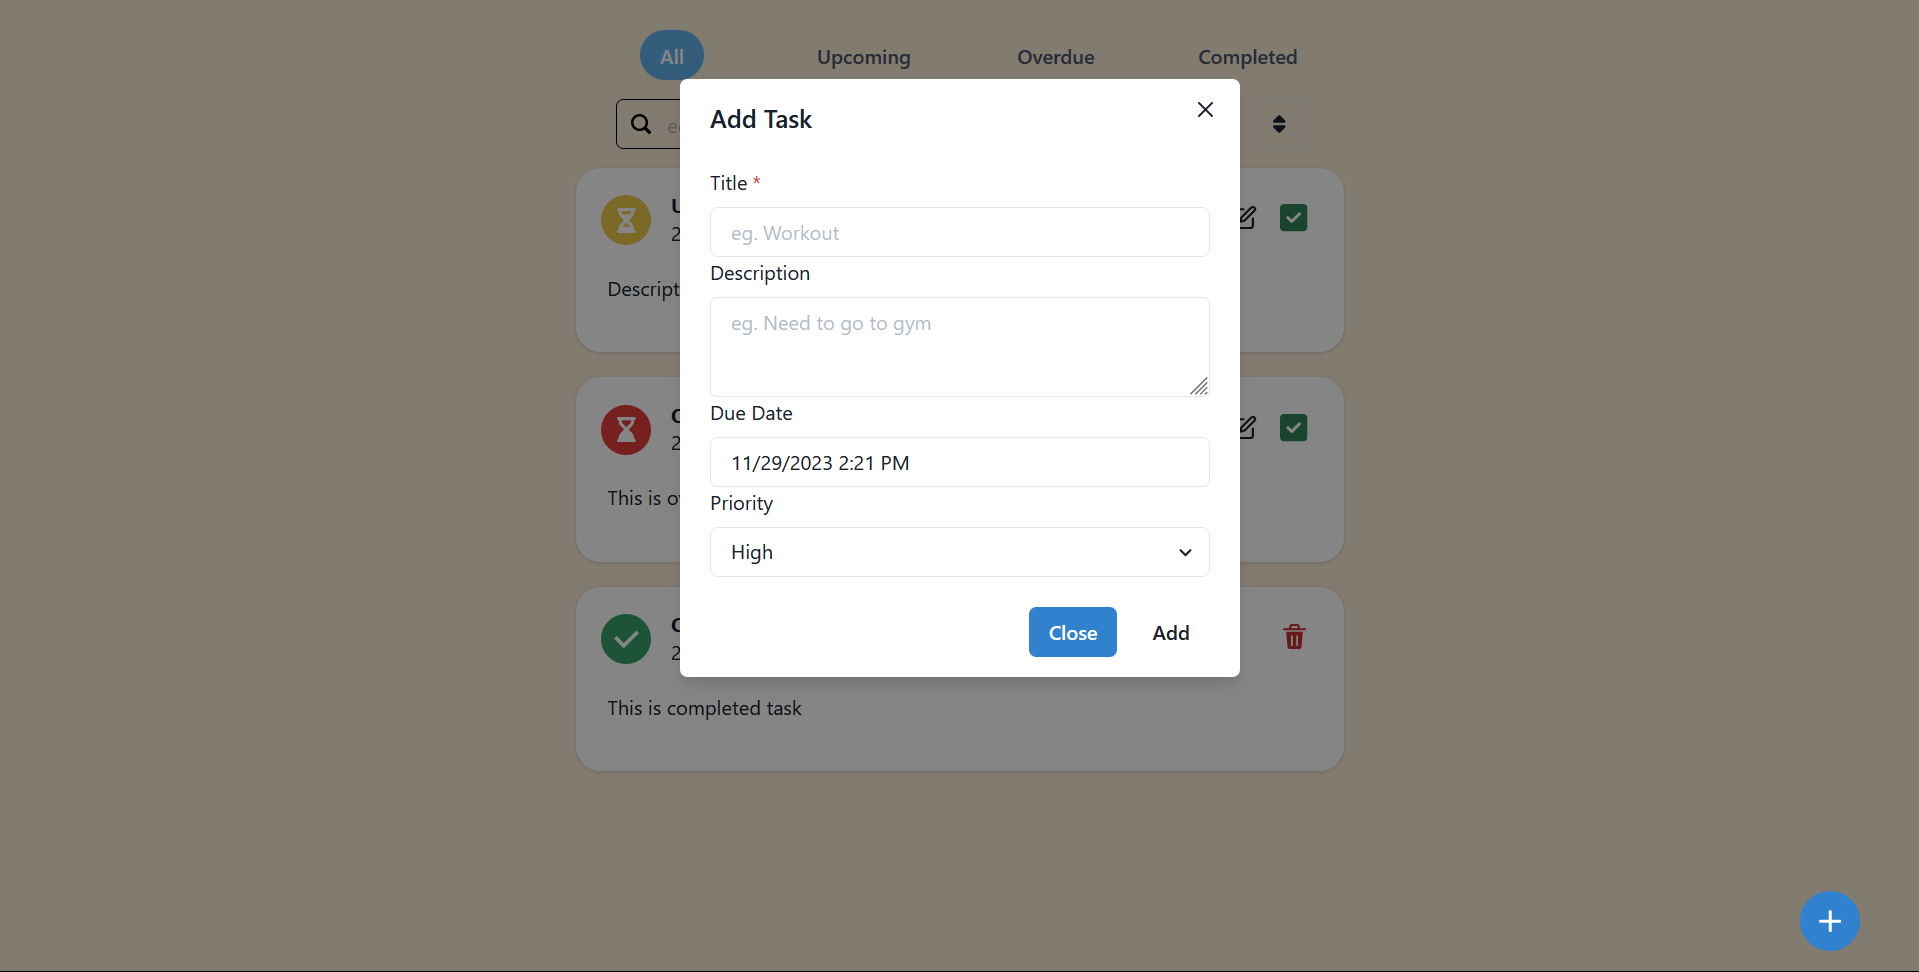 All
Upcoming
Overdue
Completed
Add Task
Title *
eg. Workout
Description
eg. Need to go to gym
Due Date
11/29/2023 2:21 PM
Priority
High
Close
Add
Descript
This is
This is completed task